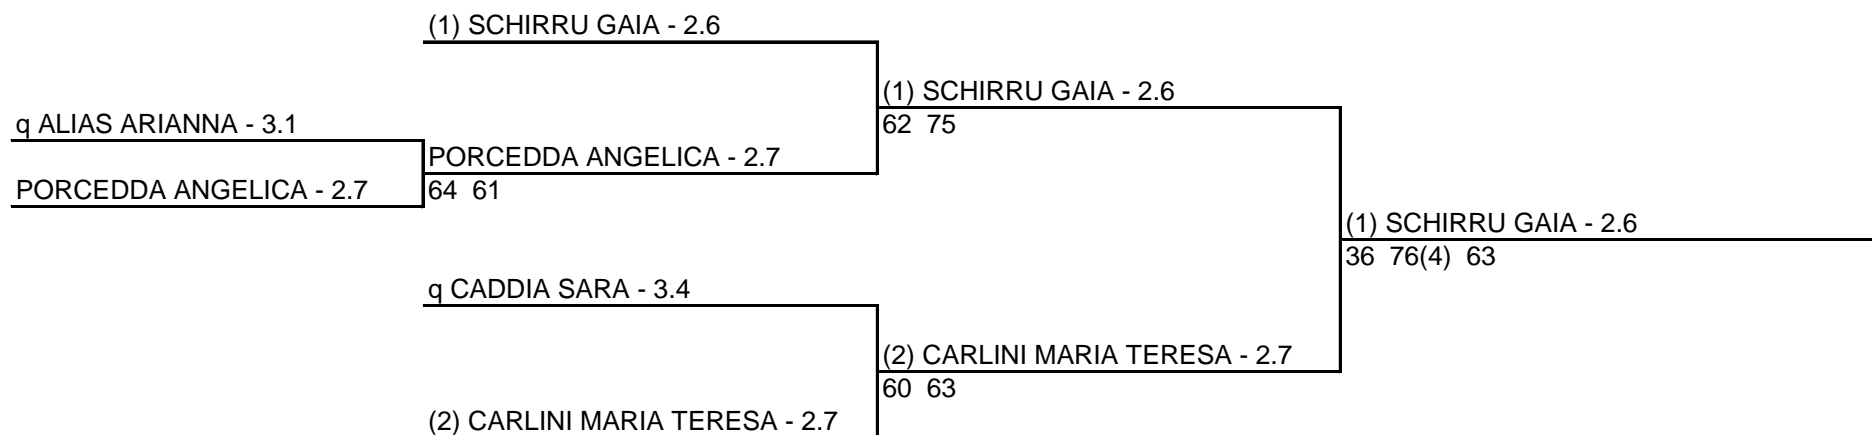 (1) SCHIRRU GAIA - 2.6
(1) SCHIRRU GAIA - 2.6
q ALIAS ARIANNA - 3.1
62 75
PORCEDDA ANGELICA - 2.7
PORCEDDA ANGELICA - 2.7
64 61
(1) SCHIRRU GAIA - 2.6
36 76(4) 63
q CADDIA SARA - 3.4
(2) CARLINI MARIA TERESA - 2.7
60 63
(2) CARLINI MARIA TERESA - 2.7